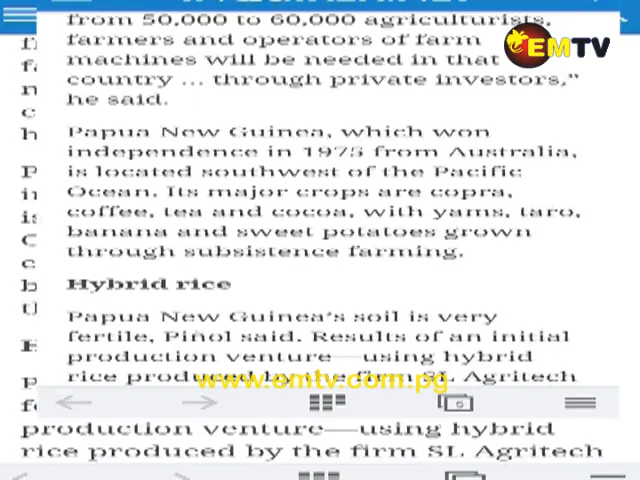 from 50,000 to 60,000 agriculturists,
farmers and operators of farm
machines will be needed in that
country ... through private investors,"
he said.
Papua New Guinea, which won
independence in 1975 from Australia,
is located southwest of the Pacific
Ocean. Its major crops are copra,
coffee, tea and cocoa, with yams, taro,
banana and sweet potatoes grown
through subsistence farming.
Hybrid rice
Papua New Guinea's soil is very
fertile, Piñol said. Results of an initial
production venture—using hybrid
rice produced by the firm SL Agritech
www.emtv.com.pg
EMTV
5
production venture—using hybrid
rice produced by the firm SL Agritech